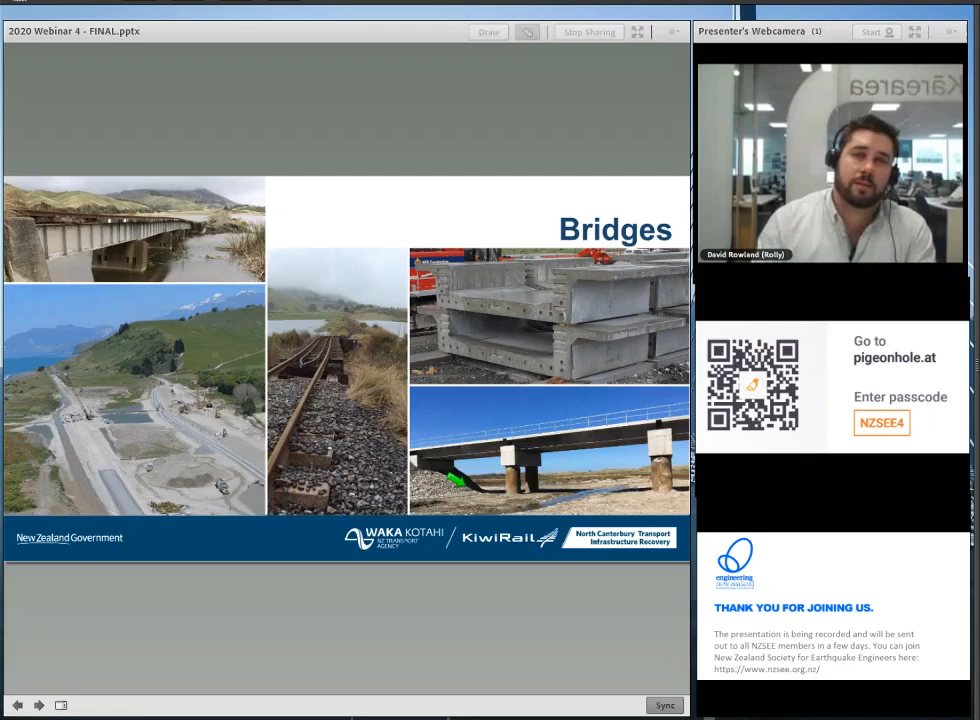 2020 Webinar 4 - FINAL.pptx
Draw
Stop Sharing
Presenter's Webcamera (1)
Start
Kārearea
David Rowland (Rolly)
Bridges
Go to
pigeonhole.at
Enter passcode
NZSEE4
New Zealand Government
WAKA KOTAHI
NZ TRANSPORT
AGENCY
KiwiRail
North Canterbury Transport
Infrastructure Recovery
engineering
THANK YOU FOR JOINING US.
The presentation is being recorded and will be sent
out to all NZSEE members in a few days. You can join
New Zealand Society for Earthquake Engineers here:
https://www.nzsee.org.nz/
Sync